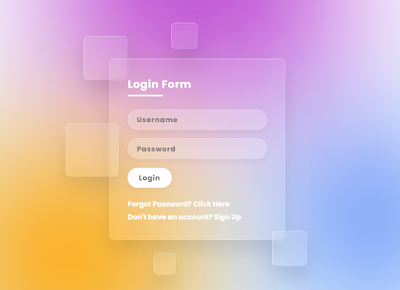 Login Form
Username
Password
Login
Forgot Password? Click Here
Don't have an account? Sign Up